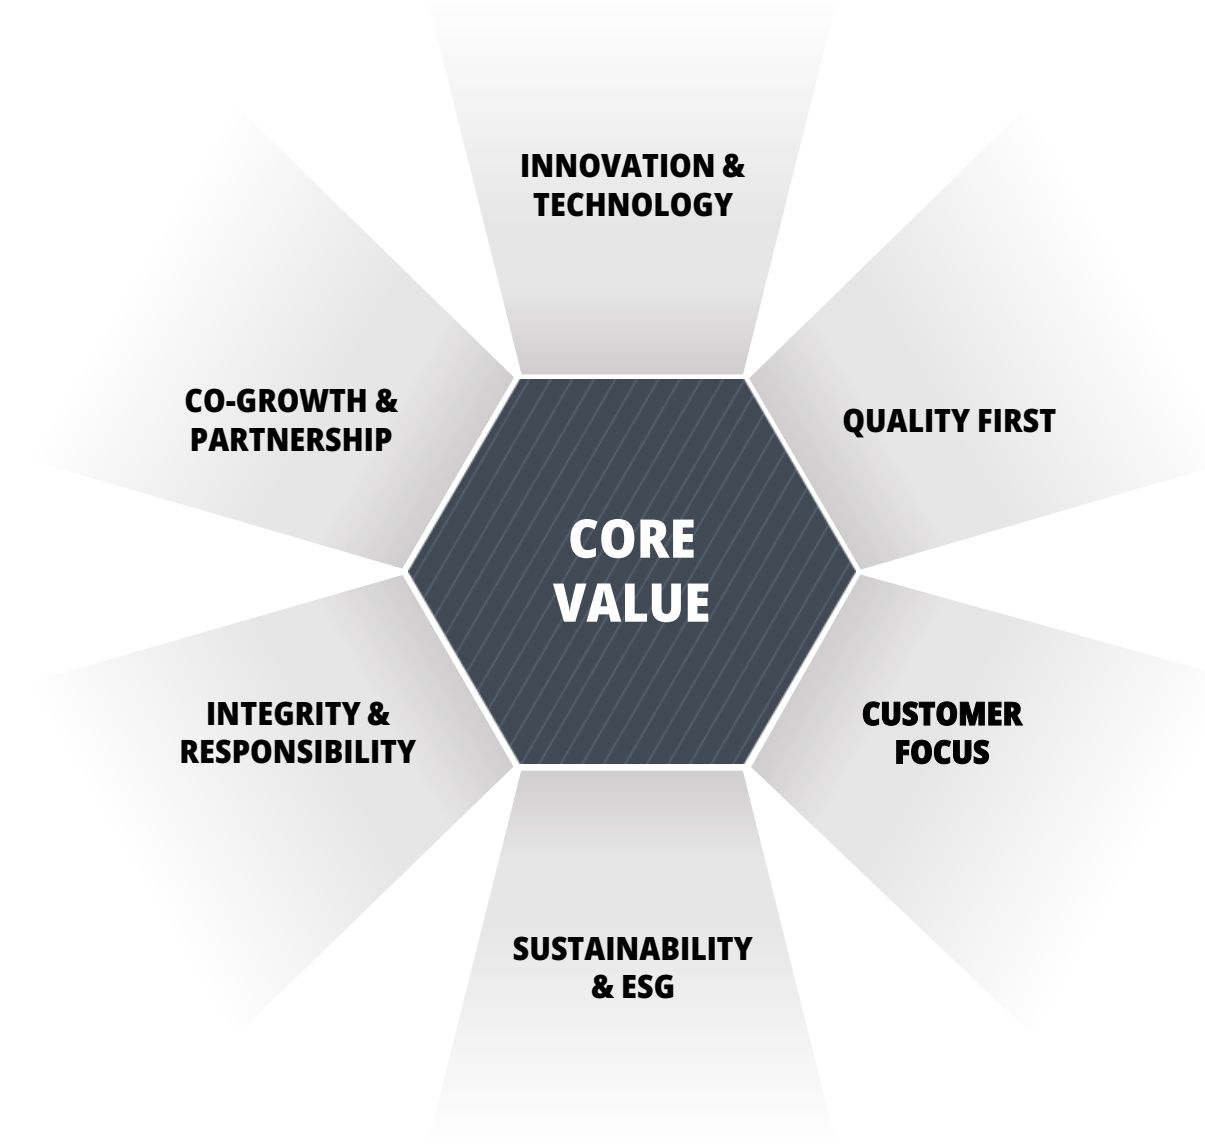 INNOVATION &
TECHNOLOGY
CO-GROWTH &
PARTNERSHIP
QUALITY FIRST
CORE
VALUE
INTEGRITY &
RESPONSIBILITY
CUSTOMER
FOCUS
SUSTAINABILITY
& ESG